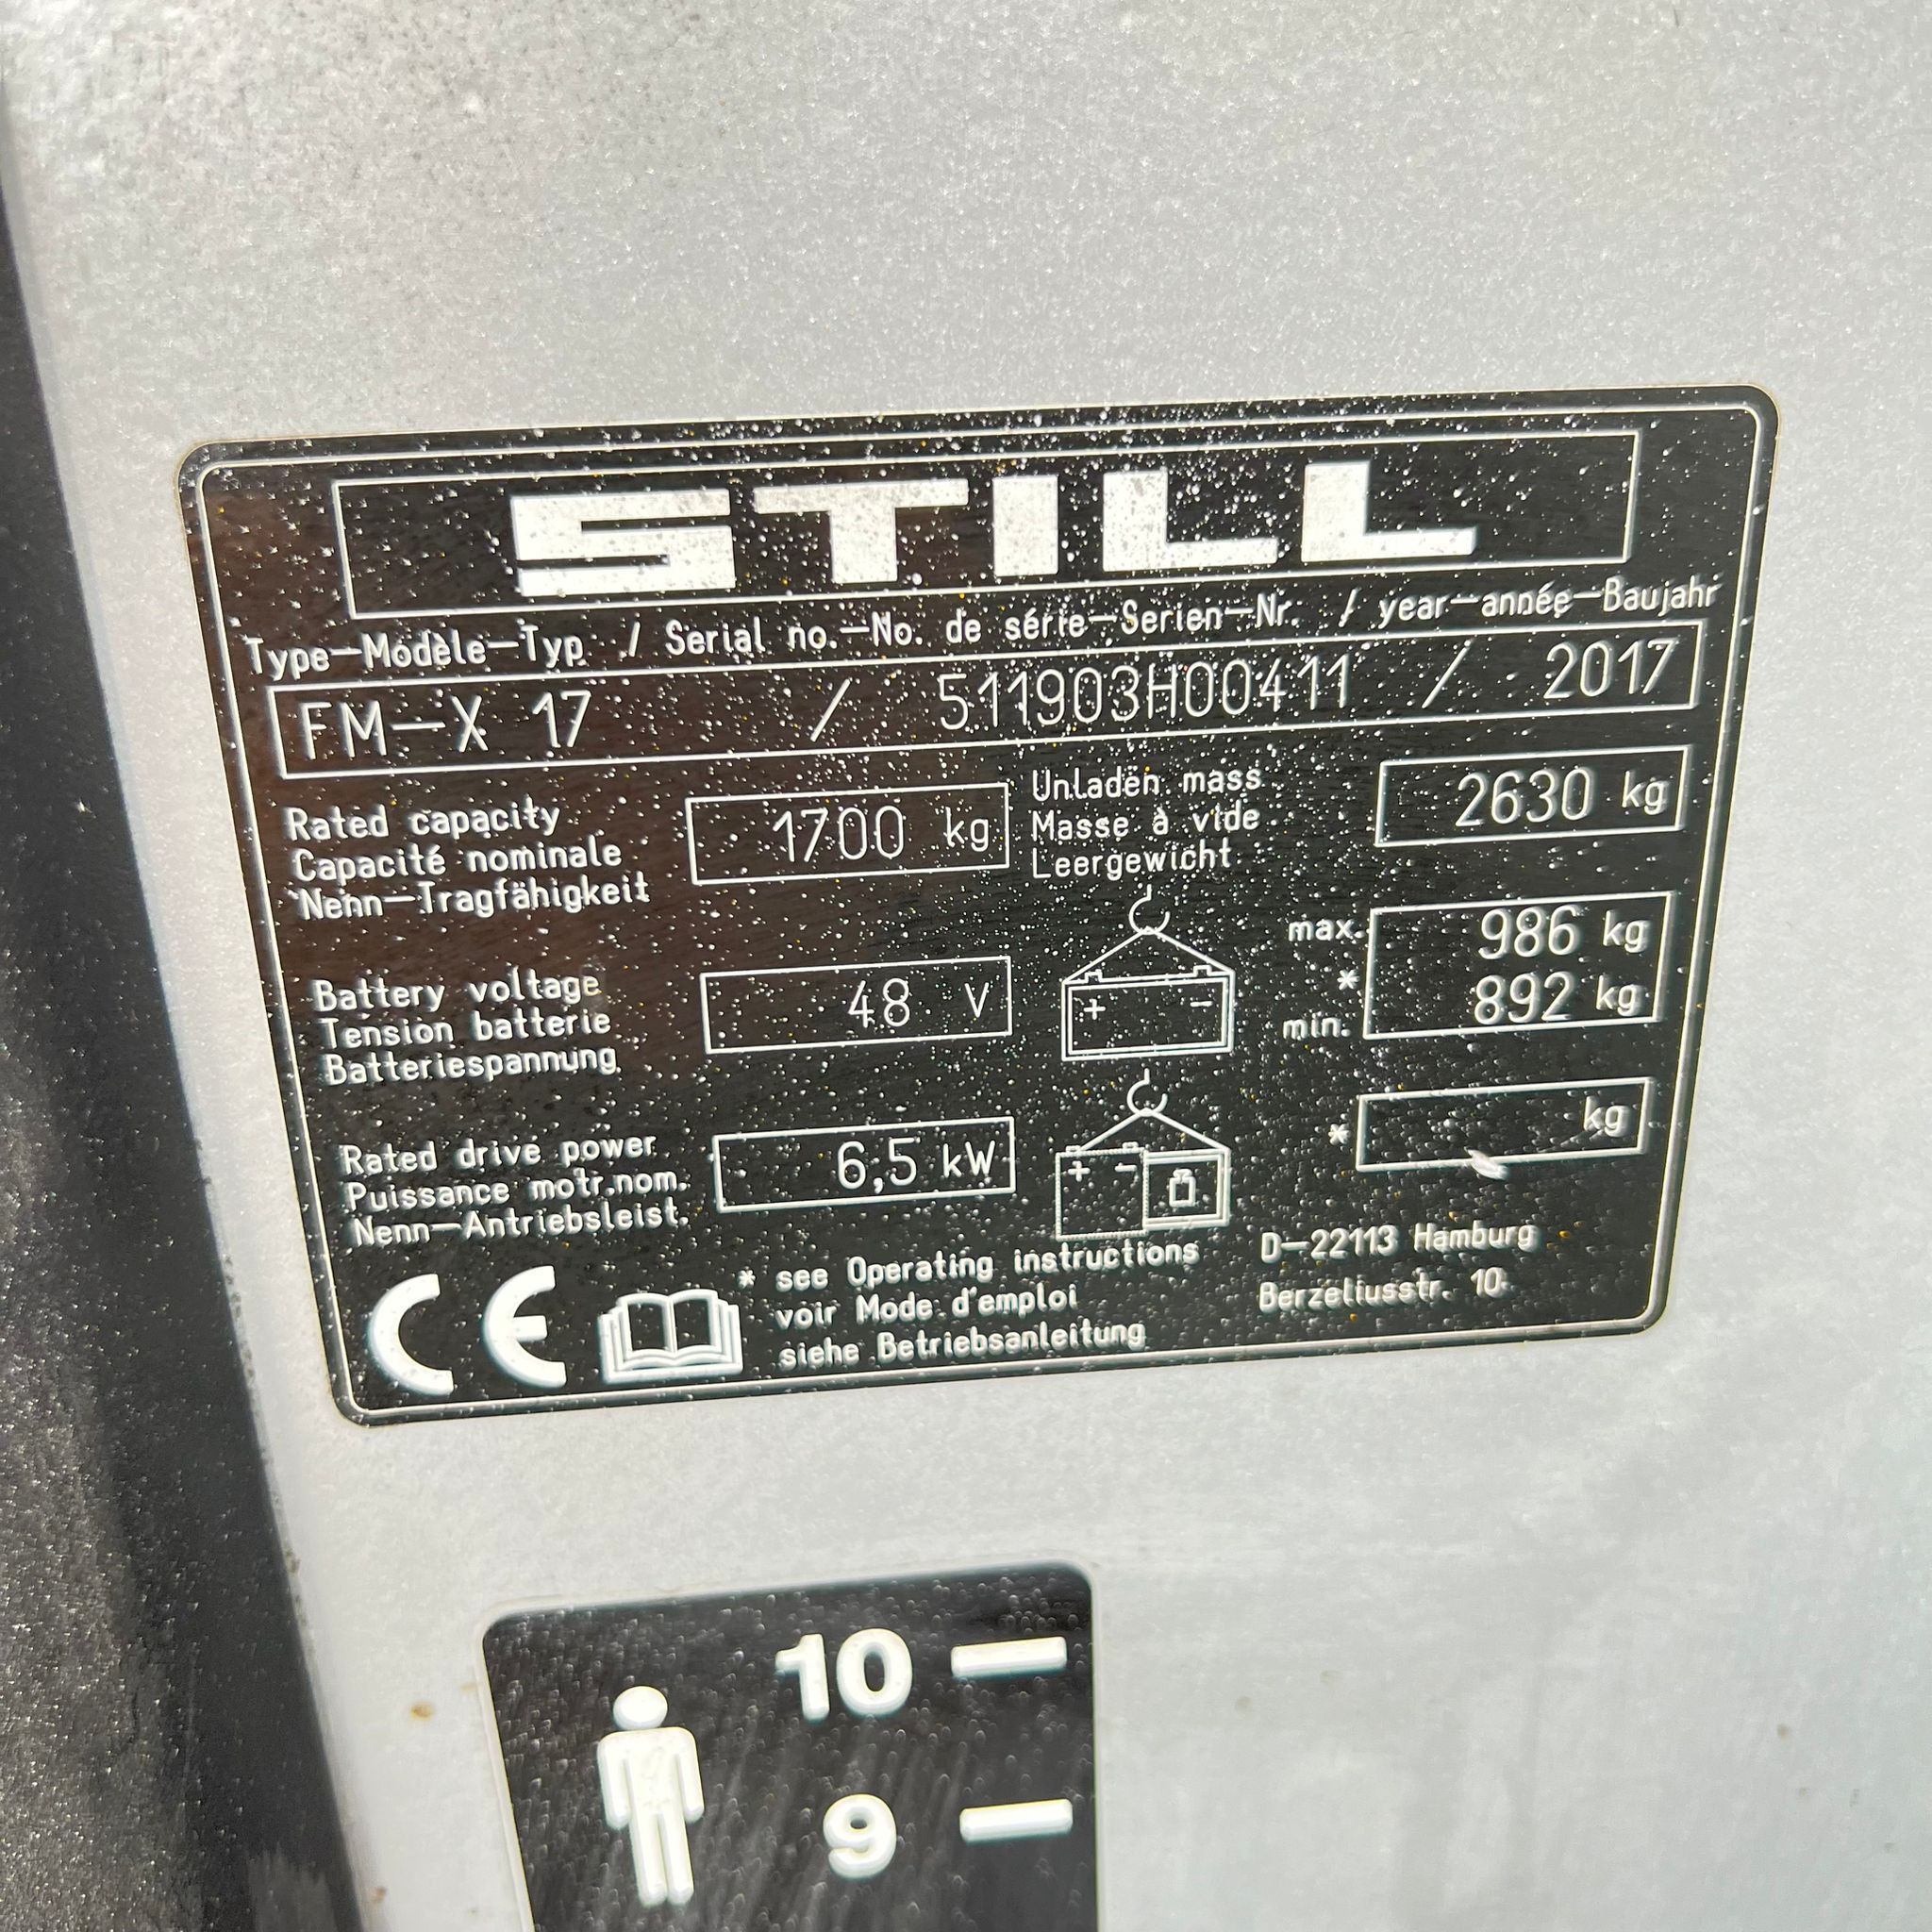 STILL
Type-Modèle-Typ / Serial no.-No. de série-Serien-Nr. / year-année-Baujahr
FM-X 17 / 511903H00411 / 2017
Rated capacity
Capacité nominale
Nenn-Tragfähigkeit
1700 kg
Unladen mass
Masse à vide
Leergewicht
2630 kg
Battery voltage
Tension batterie
Batteriespannung
48 V
+ -
max. 986 kg
*
min. 892 kg
Rated drive power
Puissance motr.nom.
Nenn-Antriebsleist.
6,5 kW
+ -
* kg
CE
* see Operating instructions
voir Mode d'emploi
siehe Betriebsanleitung
D-22113 Hamburg
Berzeliusstr. 10
10
9